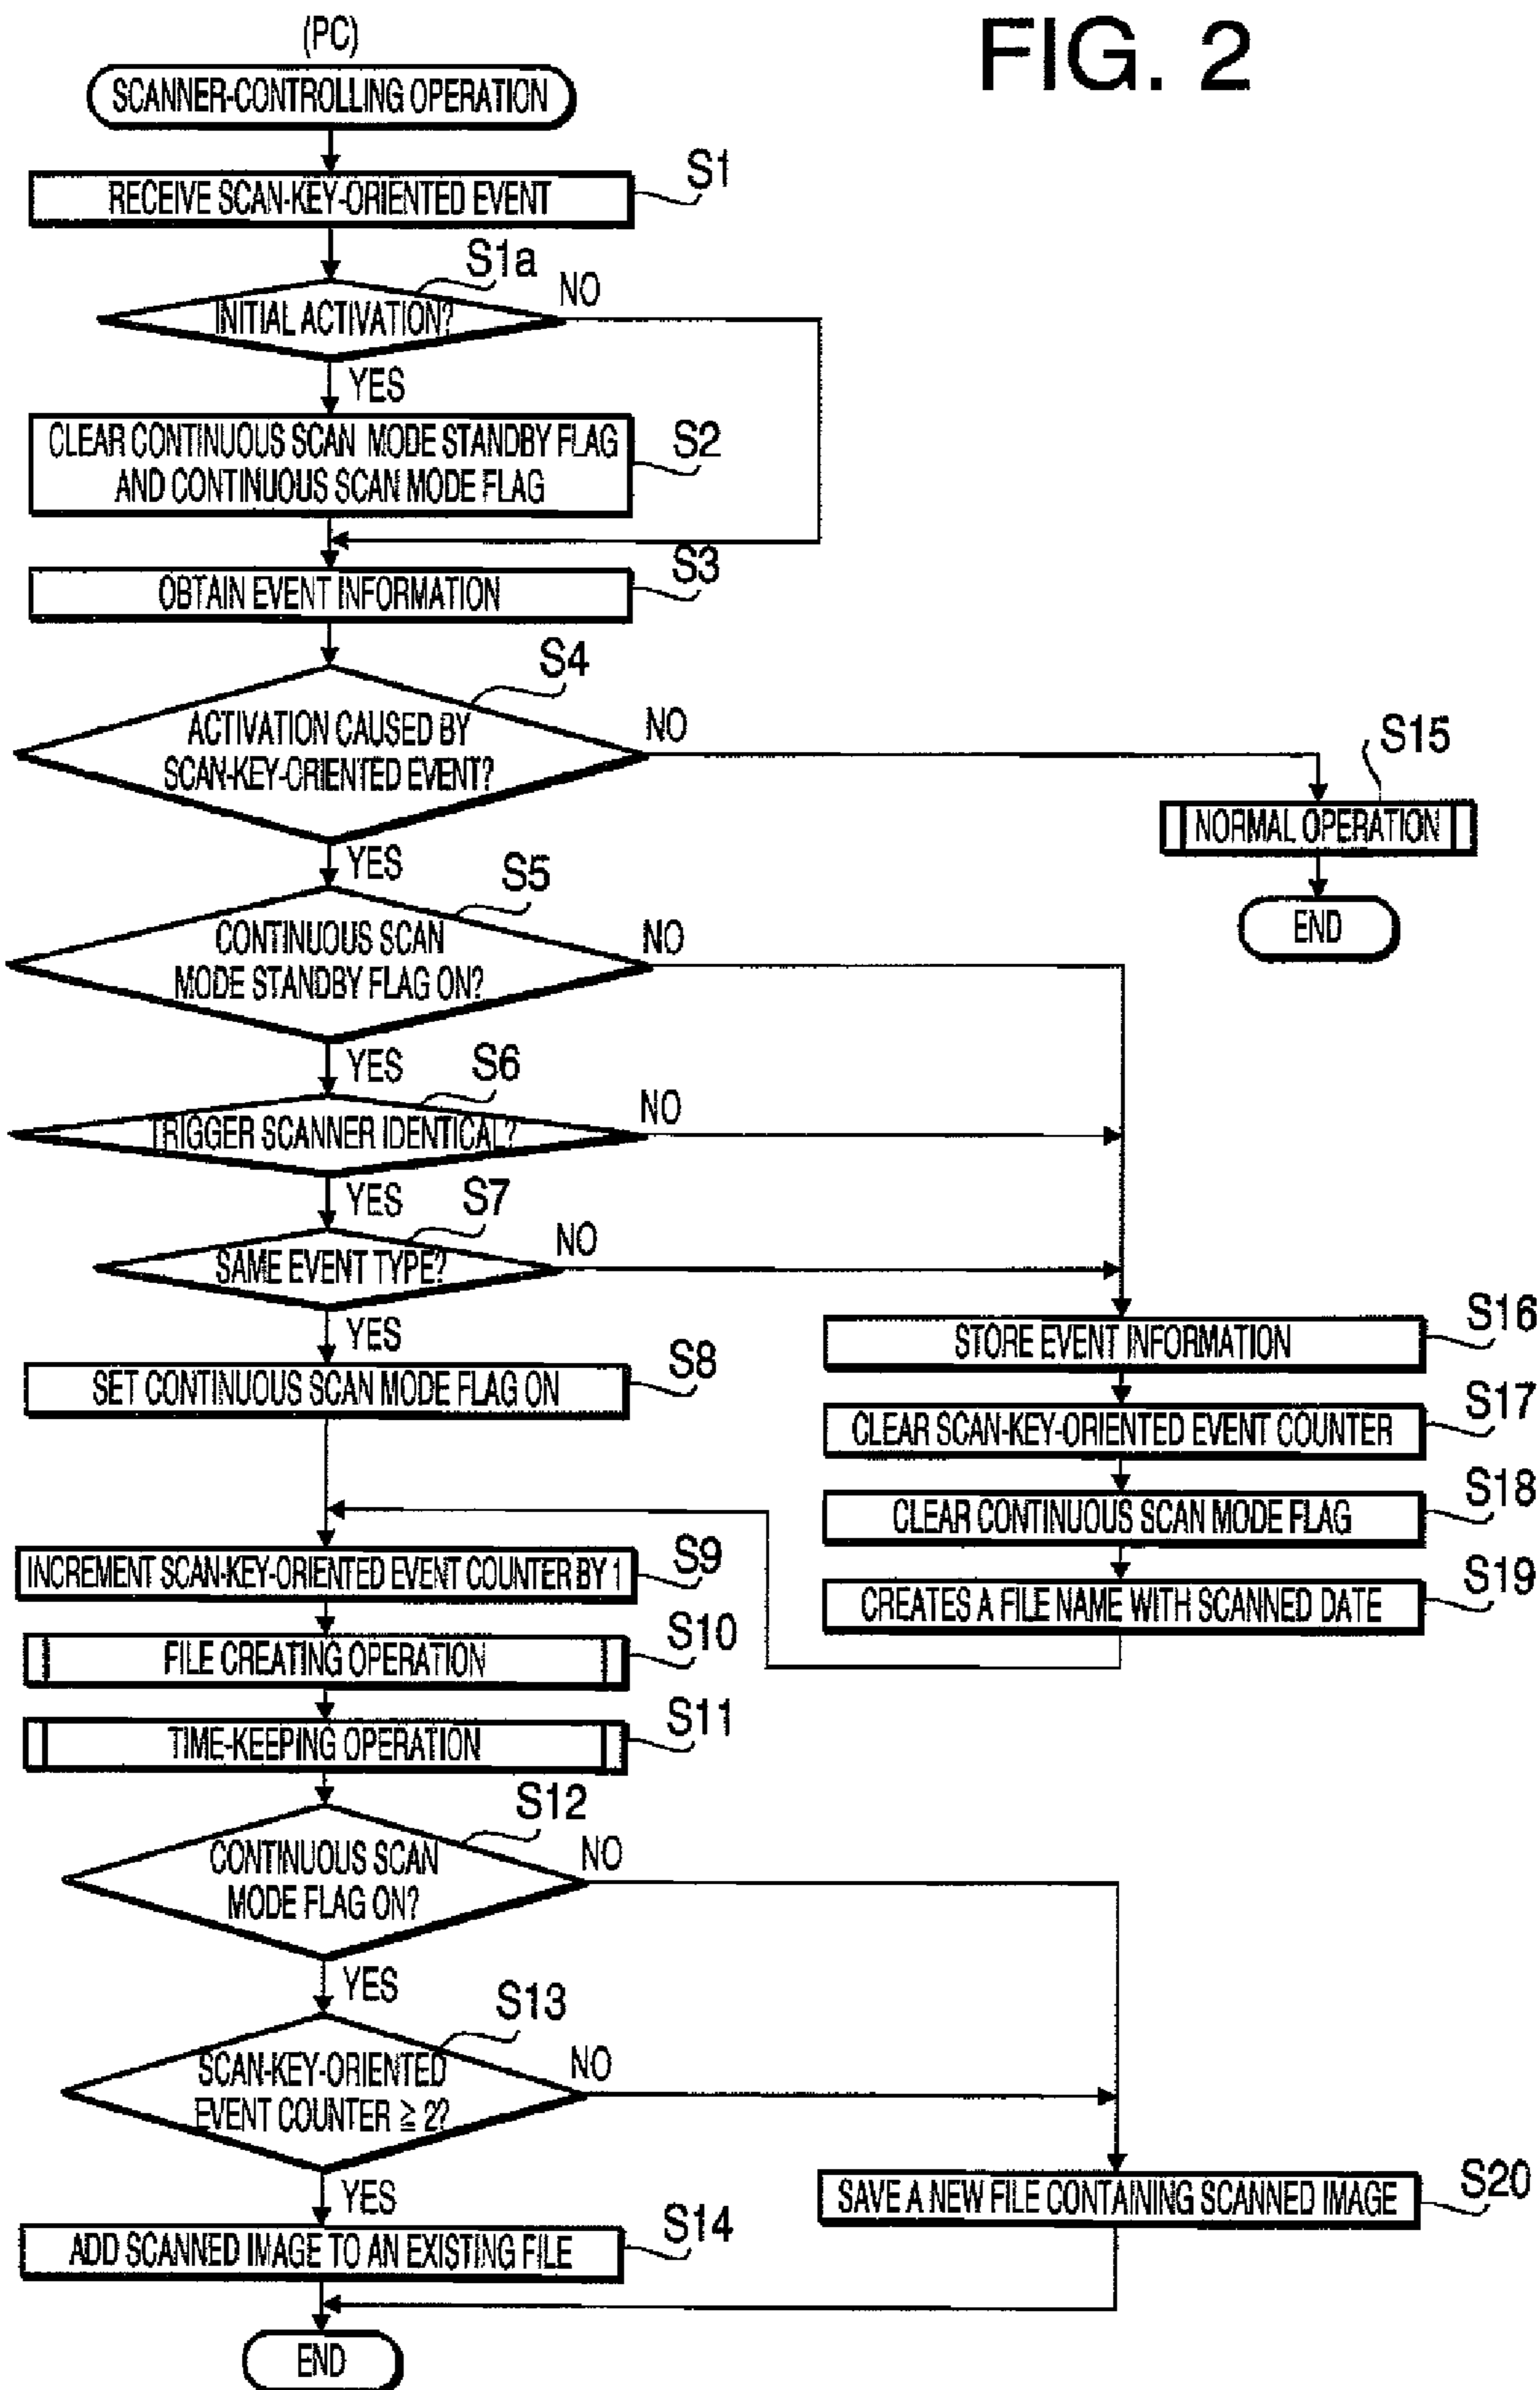 FIG. 2
(PC)
SCANNER-CONTROLLING OPERATION
RECEIVE SCAN-KEY-ORIENTED EVENT
S1
S1a
INITIAL ACTIVATION?
NO
YES
CLEAR CONTINUOUS SCAN MODE STANDBY FLAG
AND CONTINUOUS SCAN MODE FLAG
S2
S3
OBTAIN EVENT INFORMATION
S4
ACTIVATION CAUSED BY
SCAN-KEY-ORIENTED EVENT?
NO
YES
S15
NORMAL OPERATION
END
S5
CONTINUOUS SCAN
MODE STANDBY FLAG ON?
NO
YES
S6
TRIGGER SCANNER IDENTICAL?
NO
YES
S7
SAME EVENT TYPE?
NO
YES
S8
SET CONTINUOUS SCAN MODE FLAG ON
STORE EVENT INFORMATION
S16
CLEAR SCAN-KEY-ORIENTED EVENT COUNTER
S17
CLEAR CONTINUOUS SCAN MODE FLAG
S18
CREATES A FILE NAME WITH SCANNED DATE
S19
INCREMENT SCAN-KEY-ORIENTED EVENT COUNTER BY 1
S9
FILE CREATING OPERATION
S10
TIME-KEEPING OPERATION
S11
S12
CONTINUOUS SCAN
MODE FLAG ON?
NO
YES
S13
SCAN-KEY-ORIENTED
EVENT COUNTER ≧ 2?
NO
YES
S14
ADD SCANNED IMAGE TO AN EXISTING FILE
SAVE A NEW FILE CONTAINING SCANNED IMAGE
S20
END